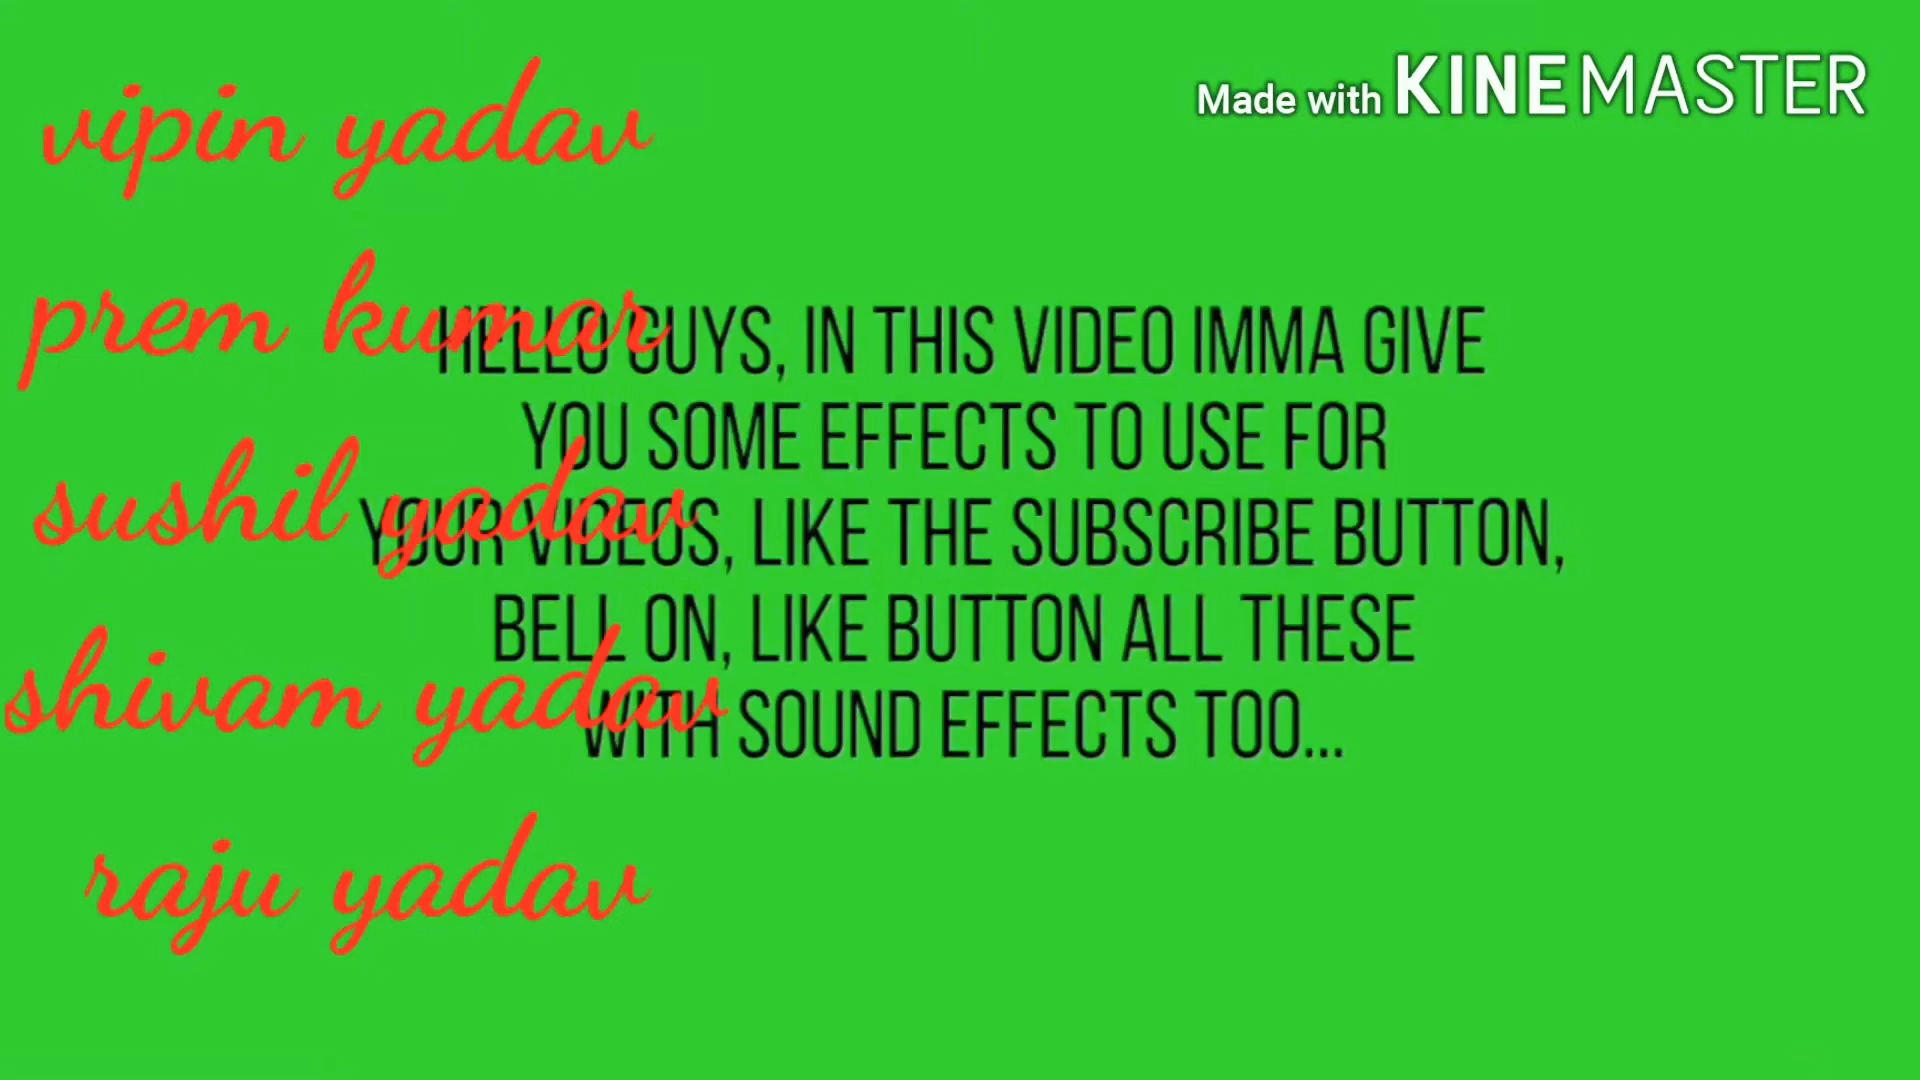 Made with KINEMASTER
vipin yadav
prem kumar
sushil yadav
shivam yadav
raju yadav
HELLO GUYS, IN THIS VIDEO IMMA GIVE
YOU SOME EFFECTS TO USE FOR
YOUR VIDEOS, LIKE THE SUBSCRIBE BUTTON,
BELL ON, LIKE BUTTON ALL THESE
WITH SOUND EFFECTS TOO...